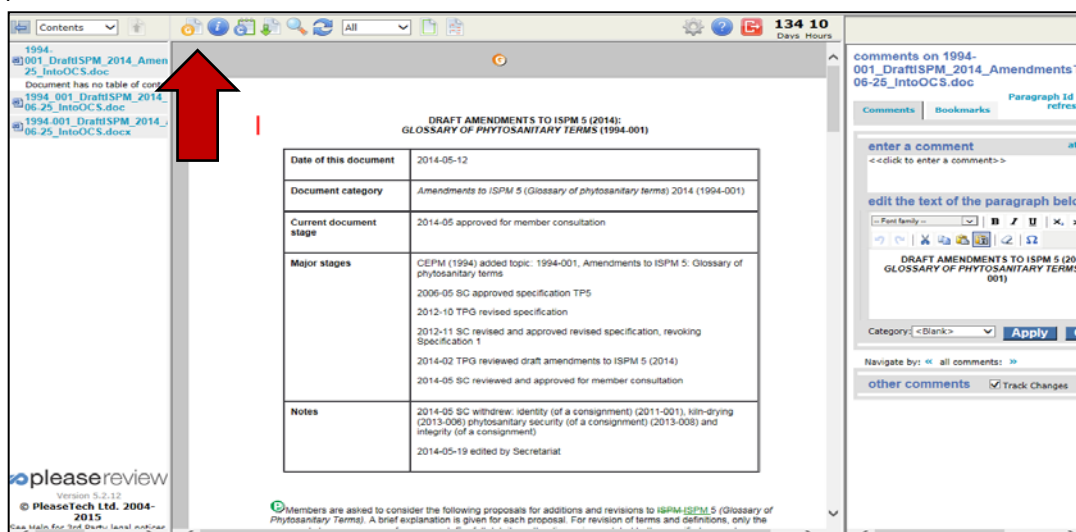 Contents
All
134 10
Days Hours
1994-
001_DraftISPM_2014_Amen
25_IntoOCS.doc
Document has no table of cont
1994_001_DraftISPM_2014_
06-25_IntoOCS.doc
1994.001_DraftISPM_2014_
06-25_IntoOCS.docx
pleasereview
Version 5.2.12
© PleaseTech Ltd. 2004-
2015
See Help for 3rd Party legal notices
DRAFT AMENDMENTS TO ISPM 5 (2014):
GLOSSARY OF PHYTOSANITARY TERMS (1994-001)
Date of this document 2014-05-12
Document category Amendments to ISPM 5 (Glossary of phytosanitary terms) 2014 (1994-001)
Current document
stage 2014-05 approved for member consultation
Major stages CEPM (1994) added topic: 1994-001, Amendments to ISPM 5: Glossary of
phytosanitary terms
2006-05 SC approved specification TP5
2012-10 TPG revised specification
2012-11 SC revised and approved revised specification, revoking
Specification 1
2014-02 TPG reviewed draft amendments to ISPM 5 (2014)
2014-05 SC reviewed and approved for member consultation
Notes 2014-05 SC withdrew: identity (of a consignment) (2011-001), kiln-drying
(2013-006) phytosanitary security (of a consignment) (2013-008) and
integrity (of a consignment)
2014-05-19 edited by Secretariat
Members are asked to consider the following proposals for additions and revisions to ISPM ISPM 5 (Glossary of
Phytosanitary Terms). A brief explanation is given for each proposal. For revision of terms and definitions, only the
comments on 1994-
001_DraftISPM_2014_Amendments
06-25_IntoOCS.doc
Paragraph Id
refres
Comments Bookmarks
enter a comment
<<click to enter a comment>>
edit the text of the paragraph belo
-- Font family --
B I U
DRAFT AMENDMENTS TO ISPM 5 (20
GLOSSARY OF PHYTOSANITARY TERMS
001)
Category: <Blank> Apply
Navigate by: « all comments: »
other comments Track Changes